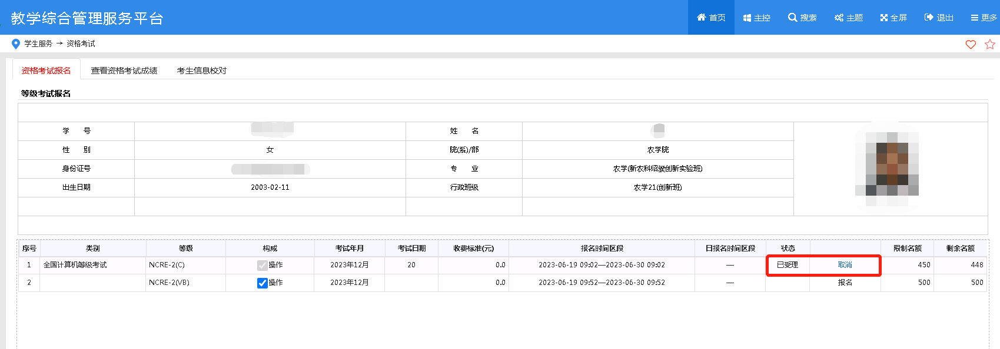 教学综合管理服务平台
首页 主控 搜索 主题 全屏 退出 更多
学生服务 → 资格考试
资格考试报名 查看资格考试成绩 考生信息校对
等级考试报名
学 号 姓 名
性 别 女 院(系)/部 农学院
身份证号 专 业 农学(新农科绍骙创新实验班)
出生日期 2003-02-11 行政班级 农学21(创新班)
序号 类别 等级 构成 考试年月 考试日期 收费标准(元) 报名时间区段 日报名时间区段 状态 限制名额 剩余名额
1 全国计算机等级考试 NCRE-2(C) 操作 2023年12月 20 0.0 2023-06-19 09:02—2023-06-30 09:02 — 已受理 取消 450 448
2 NCRE-2(VB) 操作 2023年12月 0.0 2023-06-19 09:52—2023-06-30 09:52 — 报名 500 500